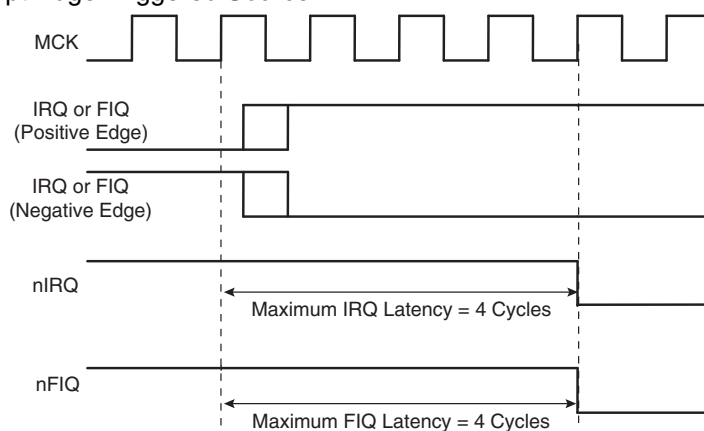 MCK
IRQ or FIQ
(Positive Edge)
IRQ or FIQ
(Negative Edge)
nIRQ
Maximum IRQ Latency = 4 Cycles
nFIQ
Maximum FIQ Latency = 4 Cycles